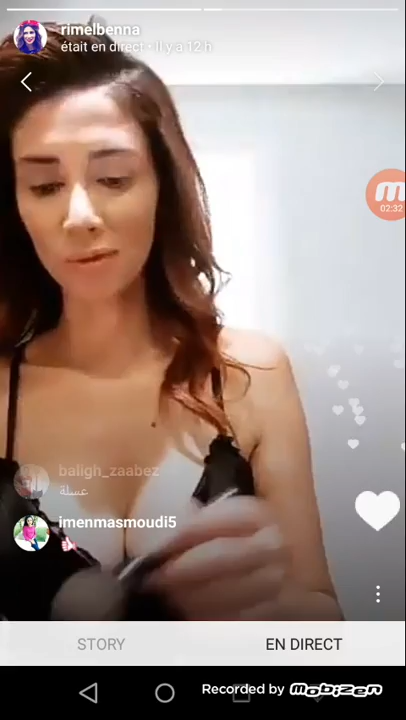 rimelbenna
était en direct • Il y a 12 h
02:32
baligh_zaabez
عسلة
imenmasmoudi5
STORY EN DIRECT
Recorded by mobizen